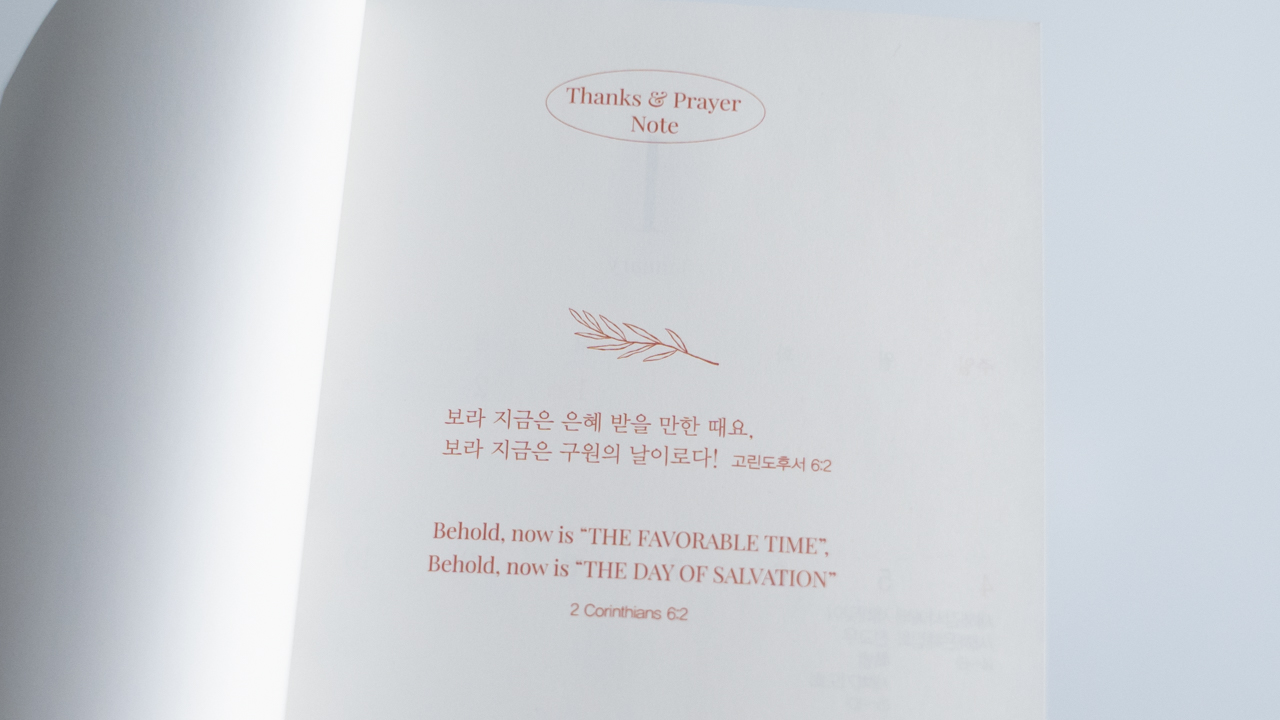 Thanks & Prayer
Note
보라 지금은 은혜 받을 만한 때요,
보라 지금은 구원의 날이로다! 고린도후서 6:2
Behold, now is “THE FAVORABLE TIME”,
Behold, now is “THE DAY OF SALVATION”
2 Corinthians 6:2